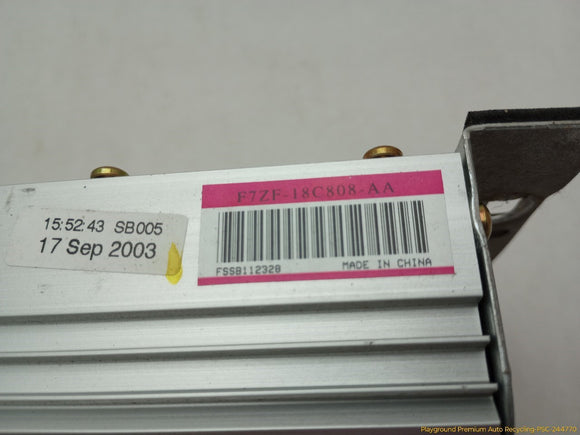 F7ZF-18C808-AA
15:52:43 SB005
17 Sep 2003
FSSB112328 MADE IN CHINA
Playground Premium Auto Recycling-PSC-244770